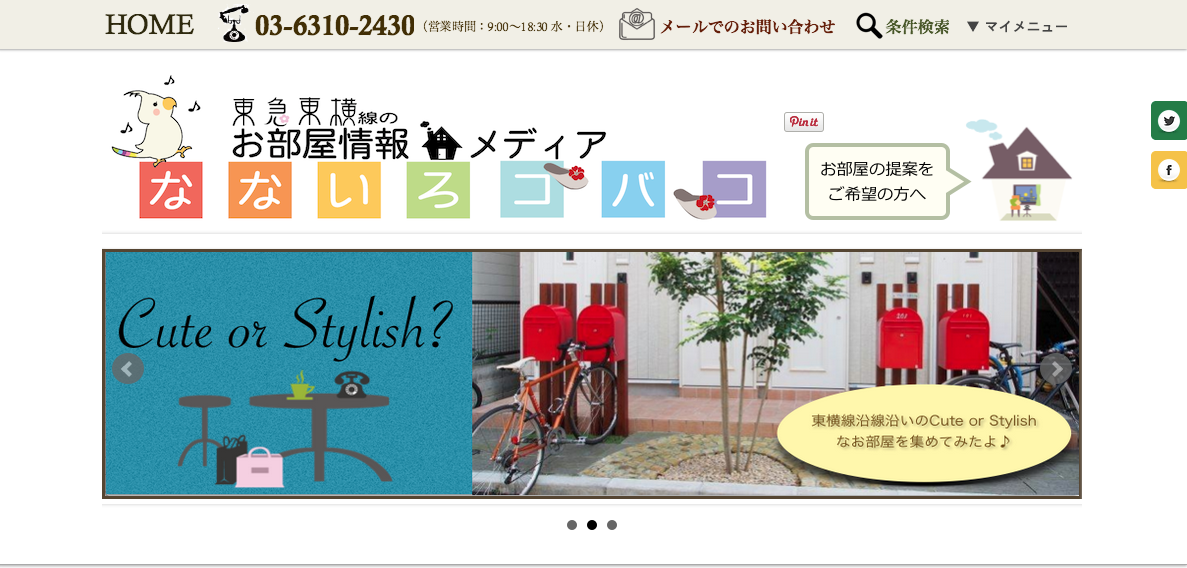 HOME
03-6310-2430
（営業時間：9:00～18:30 水・日休）
メールでのお問い合わせ
条件検索
▼ マイメニュー
東急東横線の
お部屋情報 メディア
なないろコバコ
Pin it
お部屋の提案を
ご希望の方へ
Cute or Stylish?
東横線沿線沿いのCute or Stylish
なお部屋を集めてみたよ♪